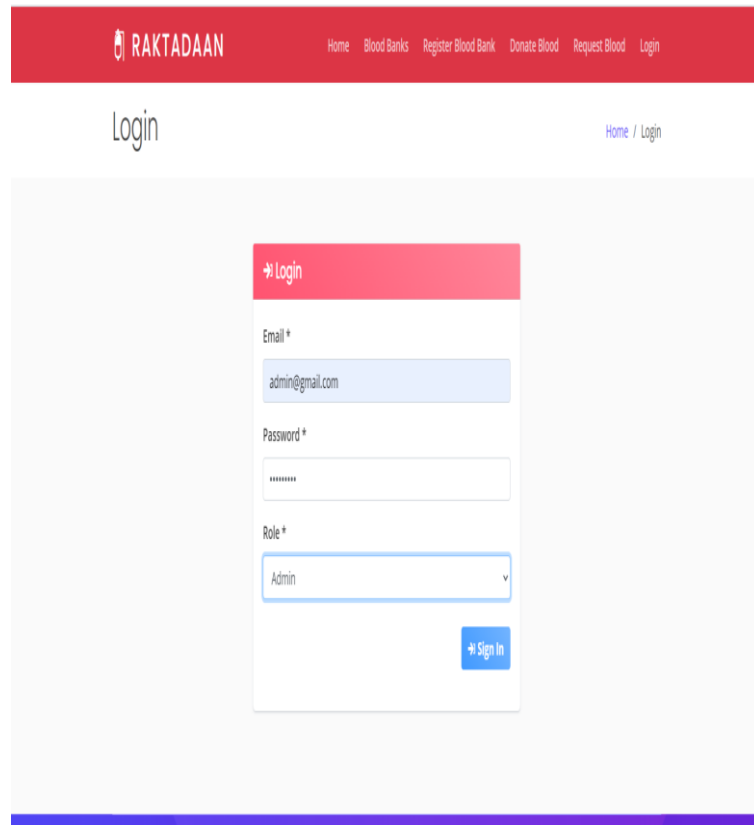 RAKTADAAN Home Blood Banks Register Blood Bank Donate Blood Request Blood Login
Login Home / Login
Login
Email *
admin@gmail.com
Password *
•••••••••
Role *
Admin
Sign In